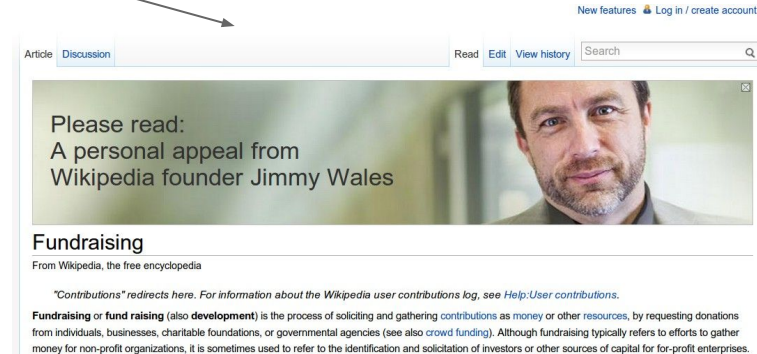 New features Log in / create account
Article Discussion Read Edit View history Search
Please read:
A personal appeal from
Wikipedia founder Jimmy Wales
Fundraising
From Wikipedia, the free encyclopedia
"Contributions" redirects here. For information about the Wikipedia user contributions log, see Help:User contributions.
Fundraising or fund raising (also development) is the process of soliciting and gathering contributions as money or other resources, by requesting donations
from individuals, businesses, charitable foundations, or governmental agencies (see also crowd funding). Although fundraising typically refers to efforts to gather
money for non-profit organizations, it is sometimes used to refer to the identification and solicitation of investors or other sources of capital for for-profit enterprises.